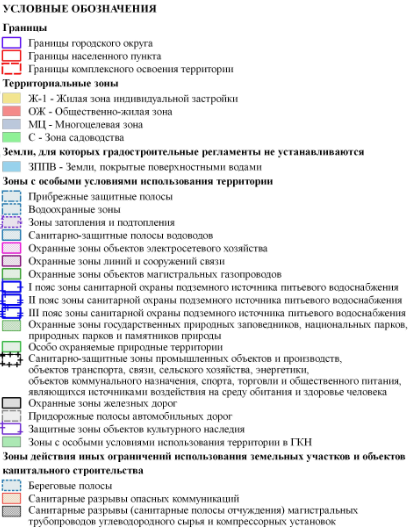 УСЛОВНЫЕ ОБОЗНАЧЕНИЯ
Границы
Границы городского округа
Границы населенного пункта
Границы комплексного освоения территории
Территориальные зоны
Ж-1 - Жилая зона индивидуальной застройки
ОЖ - Общественно-жилая зона
МЦ - Многоцелевая зона
С - Зона садоводства
Земли, для которых градостроительные регламенты не устанавливаются
ЗППВ - Земли, покрытые поверхностными водами
Зоны с особыми условиями использования территории
Прибрежные защитные полосы
Водоохранные зоны
Зоны затопления и подтопления
Санитарно-защитные полосы водоводов
Охранные зоны объектов электросетевого хозяйства
Охранные зоны линий и сооружений связи
Охранные зоны объектов магистральных газопроводов
I пояс зоны санитарной охраны подземного источника питьевого водоснабжения
II пояс зоны санитарной охраны подземного источника питьевого водоснабжения
III пояс зоны санитарной охраны подземного источника питьевого водоснабжения
Охранные зоны государственных природных заповедников, национальных парков,
природных парков и памятников природы
Особо охраняемые природные территории
Санитарно-защитные зоны промышленных объектов и производств,
объектов транспорта, связи, сельского хозяйства, энергетики,
объектов коммунального назначения, спорта, торговли и общественного питания,
являющихся источниками воздействия на среду обитания и здоровье человека
Охранные зоны железных дорог
Придорожные полосы автомобильных дорог
Защитные зоны объектов культурного наследия
Зоны с особыми условиями использования территории в ГКН
Зоны действия иных ограничений использования земельных участков и объектов
капитального строительства
Береговые полосы
Санитарные разрывы опасных коммуникаций
Санитарные разрывы (санитарные полосы отчуждения) магистральных
трубопроводов углеводородного сырья и компрессорных установок